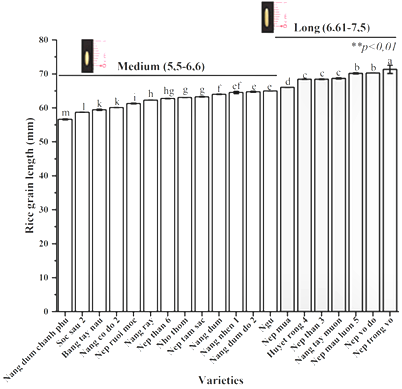 Long (6.61-7.5)
**p<0.01
Medium (5.5-6,6)
Rice grain length (mm)
80
70
60
50
40
30
20
10
0
m l k k i h hg g g f ef e e d c c c b b a
Nang dum chanh phu
Soc sau 2
Bang tay nau
Nang co do 2
Nep ruoi moc
Nang ray
Nep than 6
Nho thom
Nep tam sac
Nang dum
Nang nhen 1
Nang dum do 2
Ngu
Nep mua
Huyet rong 4
Nep than 3
Nang tay muon
Nep mau luon 5
Nep vo do
Nep trong vo
Varieties